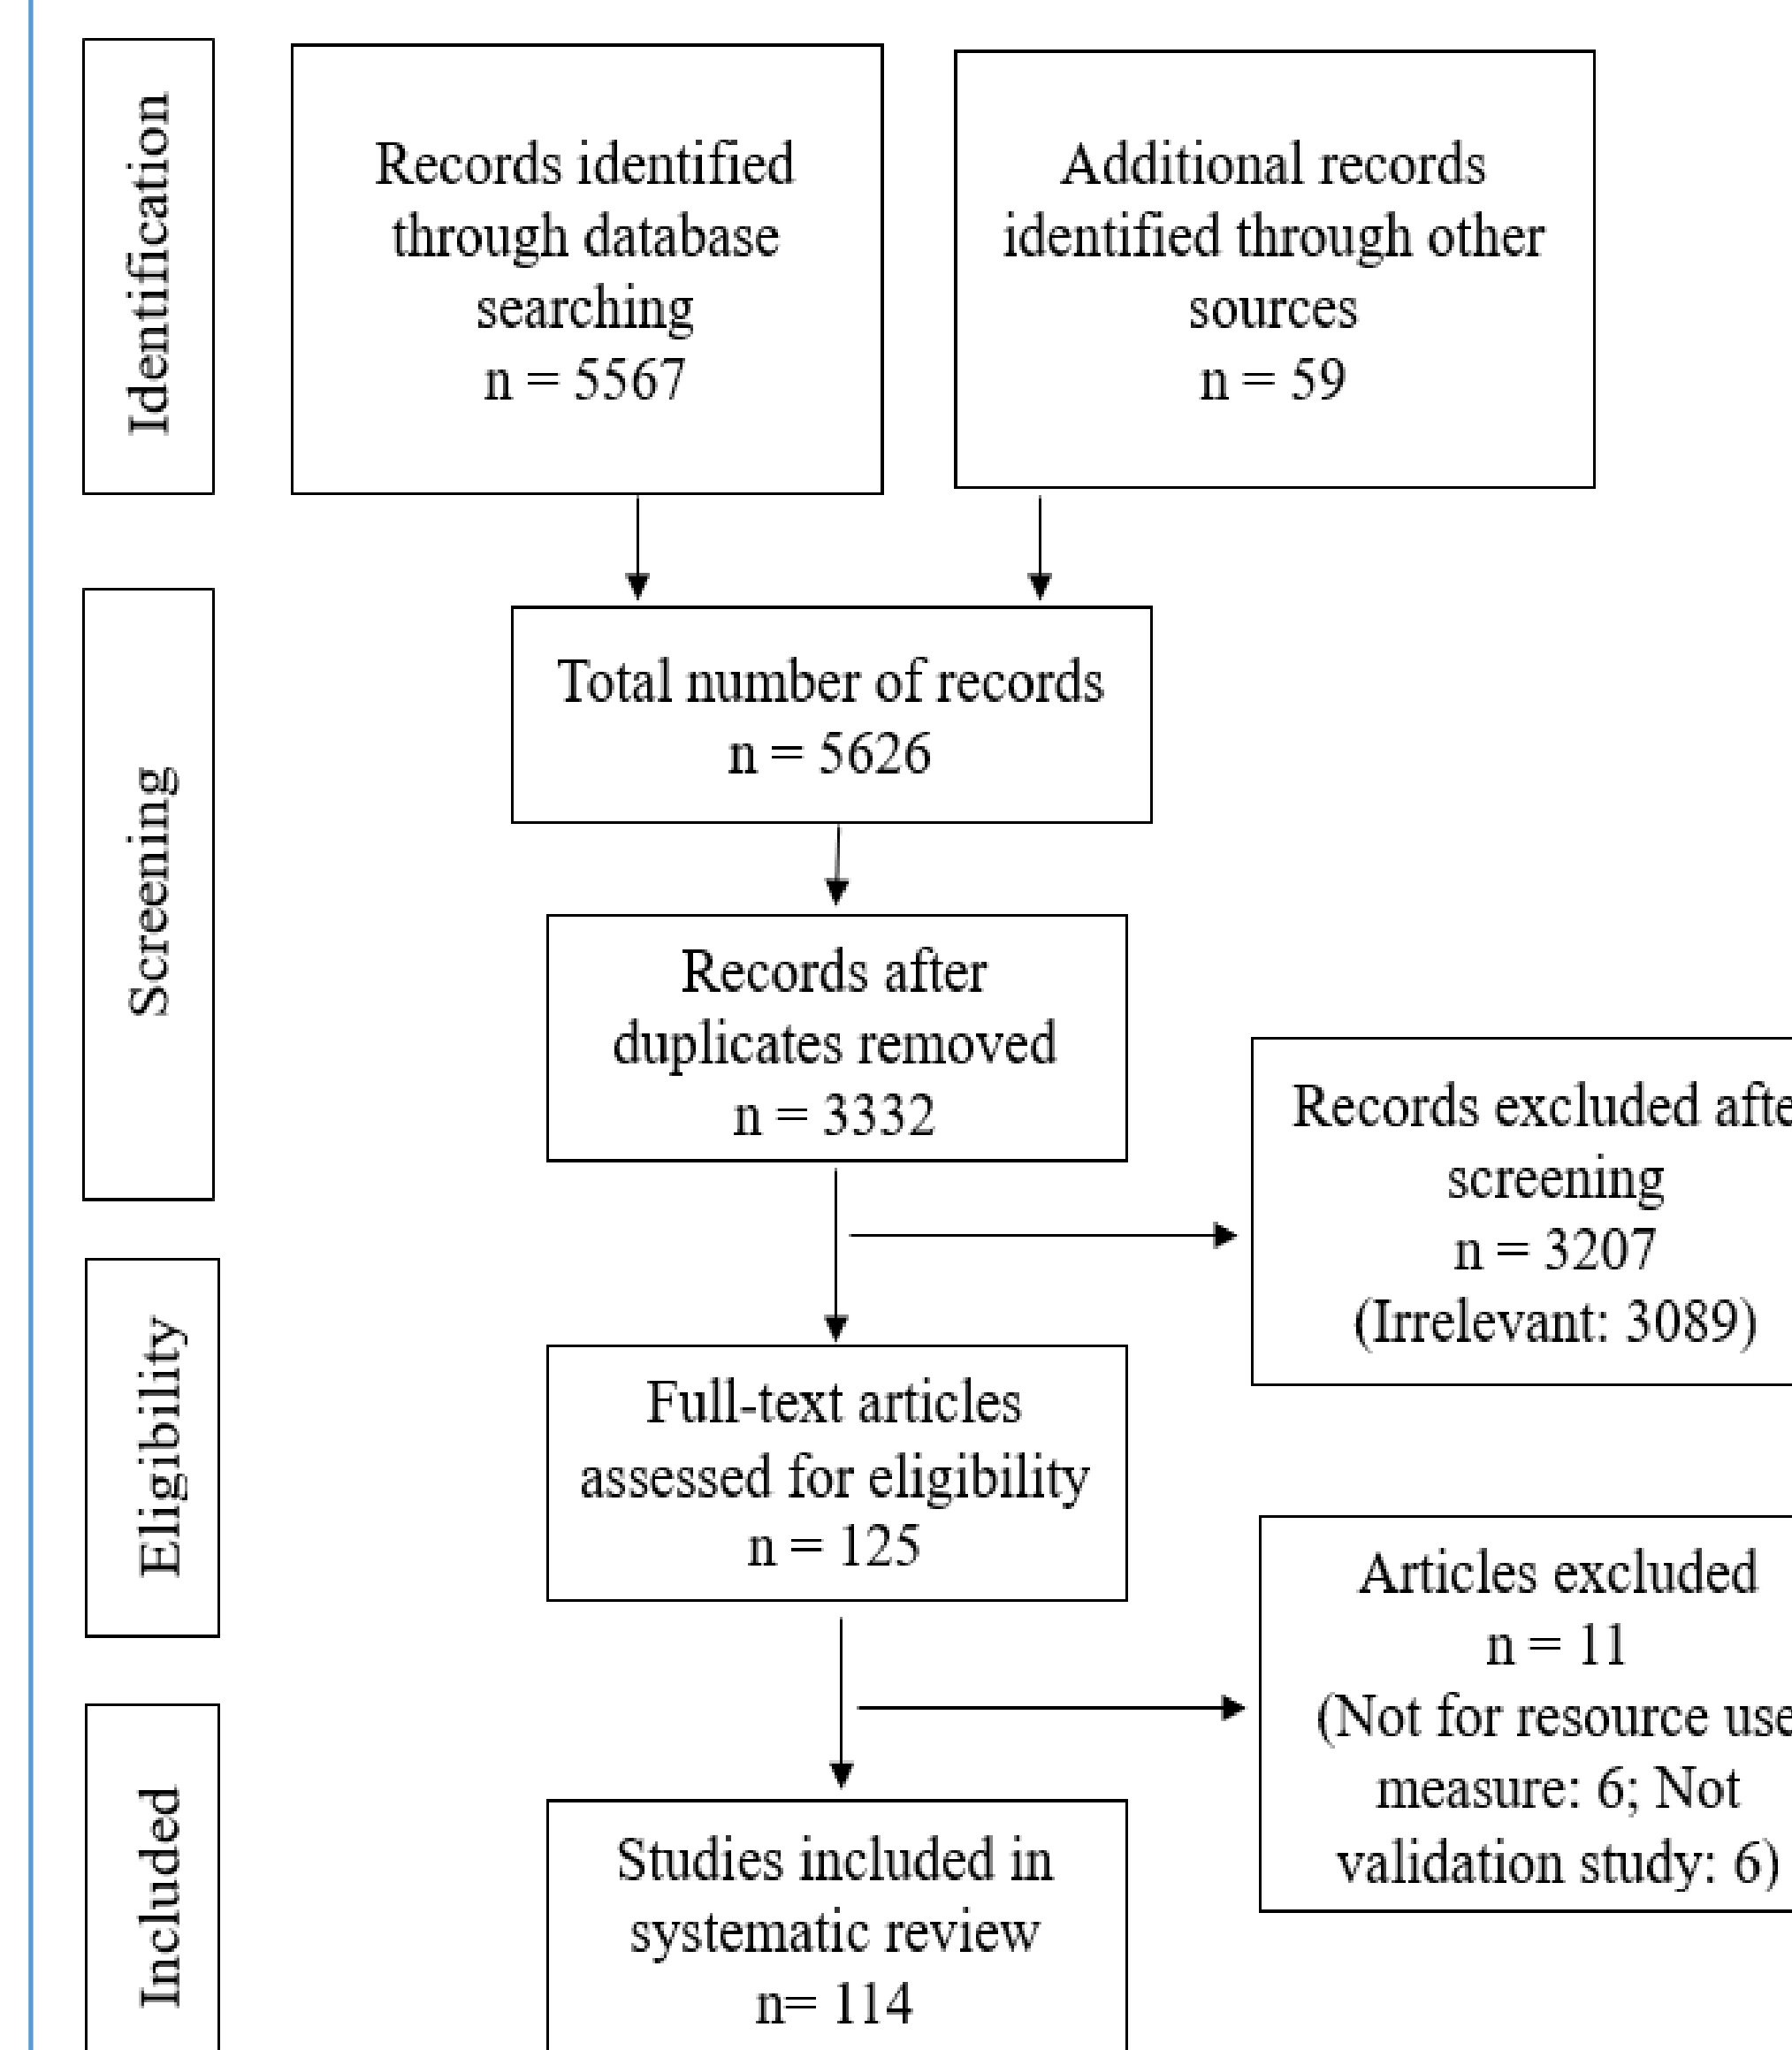 Identification
Records identified
through database
searching
n = 5567
Additional records
identified through other
sources
n = 59
Screening
Total number of records
n = 5626
Records after
duplicates removed
n = 3332
Records excluded afte
screening
n = 3207
(Irrelevant: 3089)
Eligibility
Full-text articles
assessed for eligibility
n = 125
Articles excluded
n = 11
(Not for resource use
measure: 6; Not
validation study: 6)
Included
Studies included in
systematic review
n= 114